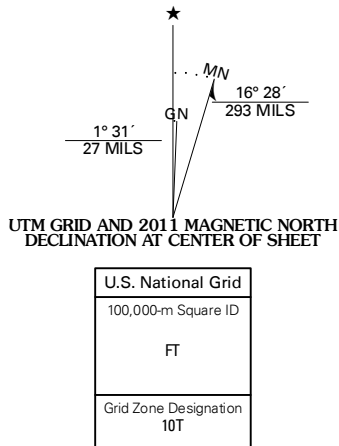 ★
MN
GN
16° 28´
293 MILS
1° 31´
27 MILS
UTM GRID AND 2011 MAGNETIC NORTH
DECLINATION AT CENTER OF SHEET
U.S. National Grid
100,000-m Square ID
FT
Grid Zone Designation
10T